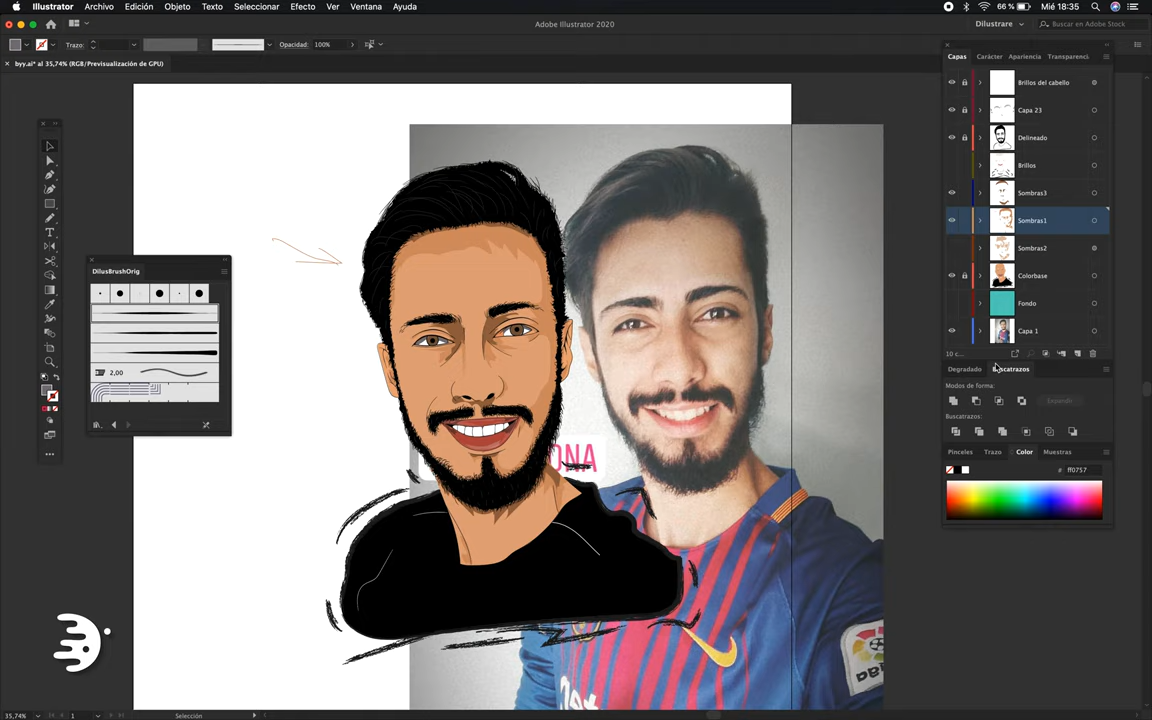 Illustrator Archivo Edición Objeto Texto Seleccionar Efecto Ver Ventana Ayuda 66 % Mié 18:35
Adobe Illustrator 2020 Dilustrare Buscar en Adobe Stock
Trazo: Opacidad: 100%
× byy.ai* al 35,74% (RGB/Previsualización de GPU)
Capas Carácter Apariencia Transparenci
Brillos del cabello
Capa 23
Delineado
Brillos
Sombras3
Sombras1
Sombras2
Colorbase
Fondo
Capa 1
10 c...
DilusBrushOrig
2,00
Degradado Buscatrazos
Modos de forma:
Expandir
Buscatrazos:
Pinceles Trazo Color Muestras
# ff0757
ONA
35,74% 1 Selección